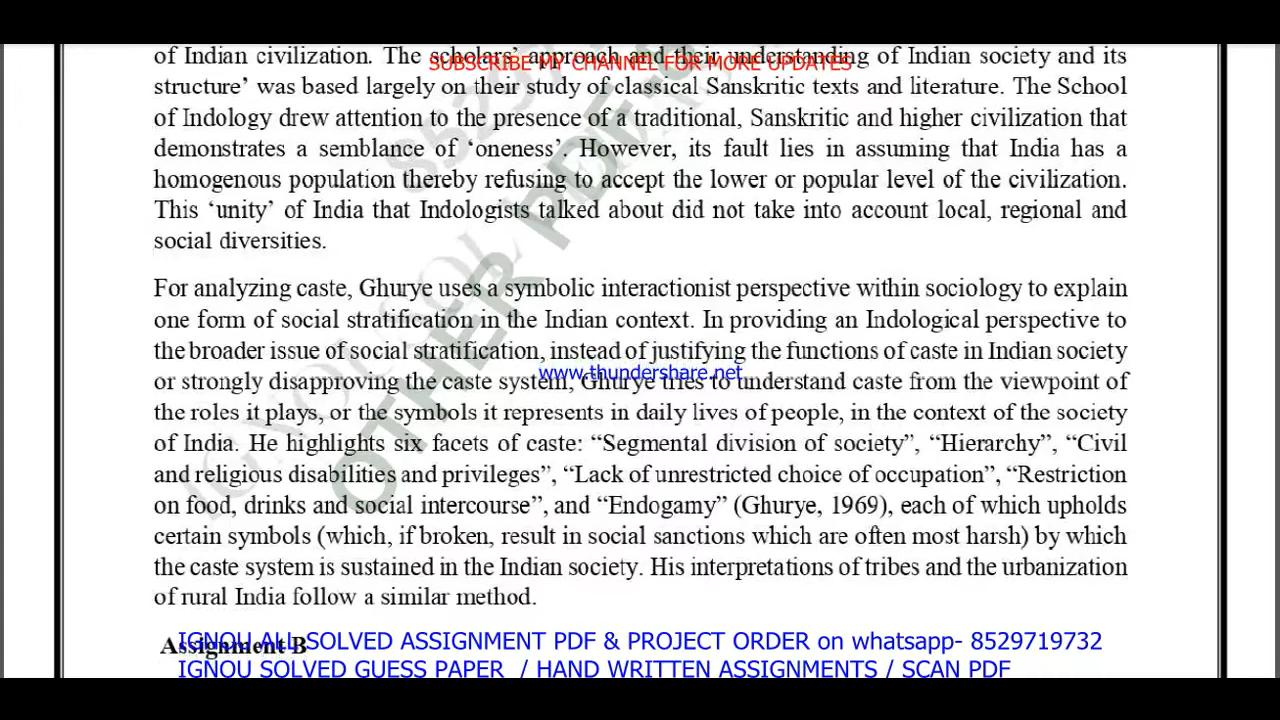 of Indian civilization. The scholars' approach and their understanding of Indian society and its
SUBSCRIBE MY CHANNEL FOR MORE UPDATES
structure' was based largely on their study of classical Sanskritic texts and literature. The School
of Indology drew attention to the presence of a traditional, Sanskritic and higher civilization that
demonstrates a semblance of 'oneness'. However, its fault lies in assuming that India has a
homogenous population thereby refusing to accept the lower or popular level of the civilization.
This 'unity' of India that Indologists talked about did not take into account local, regional and
social diversities.
For analyzing caste, Ghurye uses a symbolic interactionist perspective within sociology to explain
one form of social stratification in the Indian context. In providing an Indological perspective to
the broader issue of social stratification, instead of justifying the functions of caste in Indian society
www.thundershare.net
or strongly disapproving the caste system, Ghurye tries to understand caste from the viewpoint of
the roles it plays, or the symbols it represents in daily lives of people, in the context of the society
of India. He highlights six facets of caste: “Segmental division of society”, “Hierarchy”, “Civil
and religious disabilities and privileges”, “Lack of unrestricted choice of occupation”, “Restriction
on food, drinks and social intercourse”, and “Endogamy” (Ghurye, 1969), each of which upholds
certain symbols (which, if broken, result in social sanctions which are often most harsh) by which
the caste system is sustained in the Indian society. His interpretations of tribes and the urbanization
of rural India follow a similar method.
Assignment B
IGNOU ALL SOLVED ASSIGNMENT PDF & PROJECT ORDER on whatsapp- 8529719732
IGNOU SOLVED GUESS PAPER / HAND WRITTEN ASSIGNMENTS / SCAN PDF
OTHER PDF